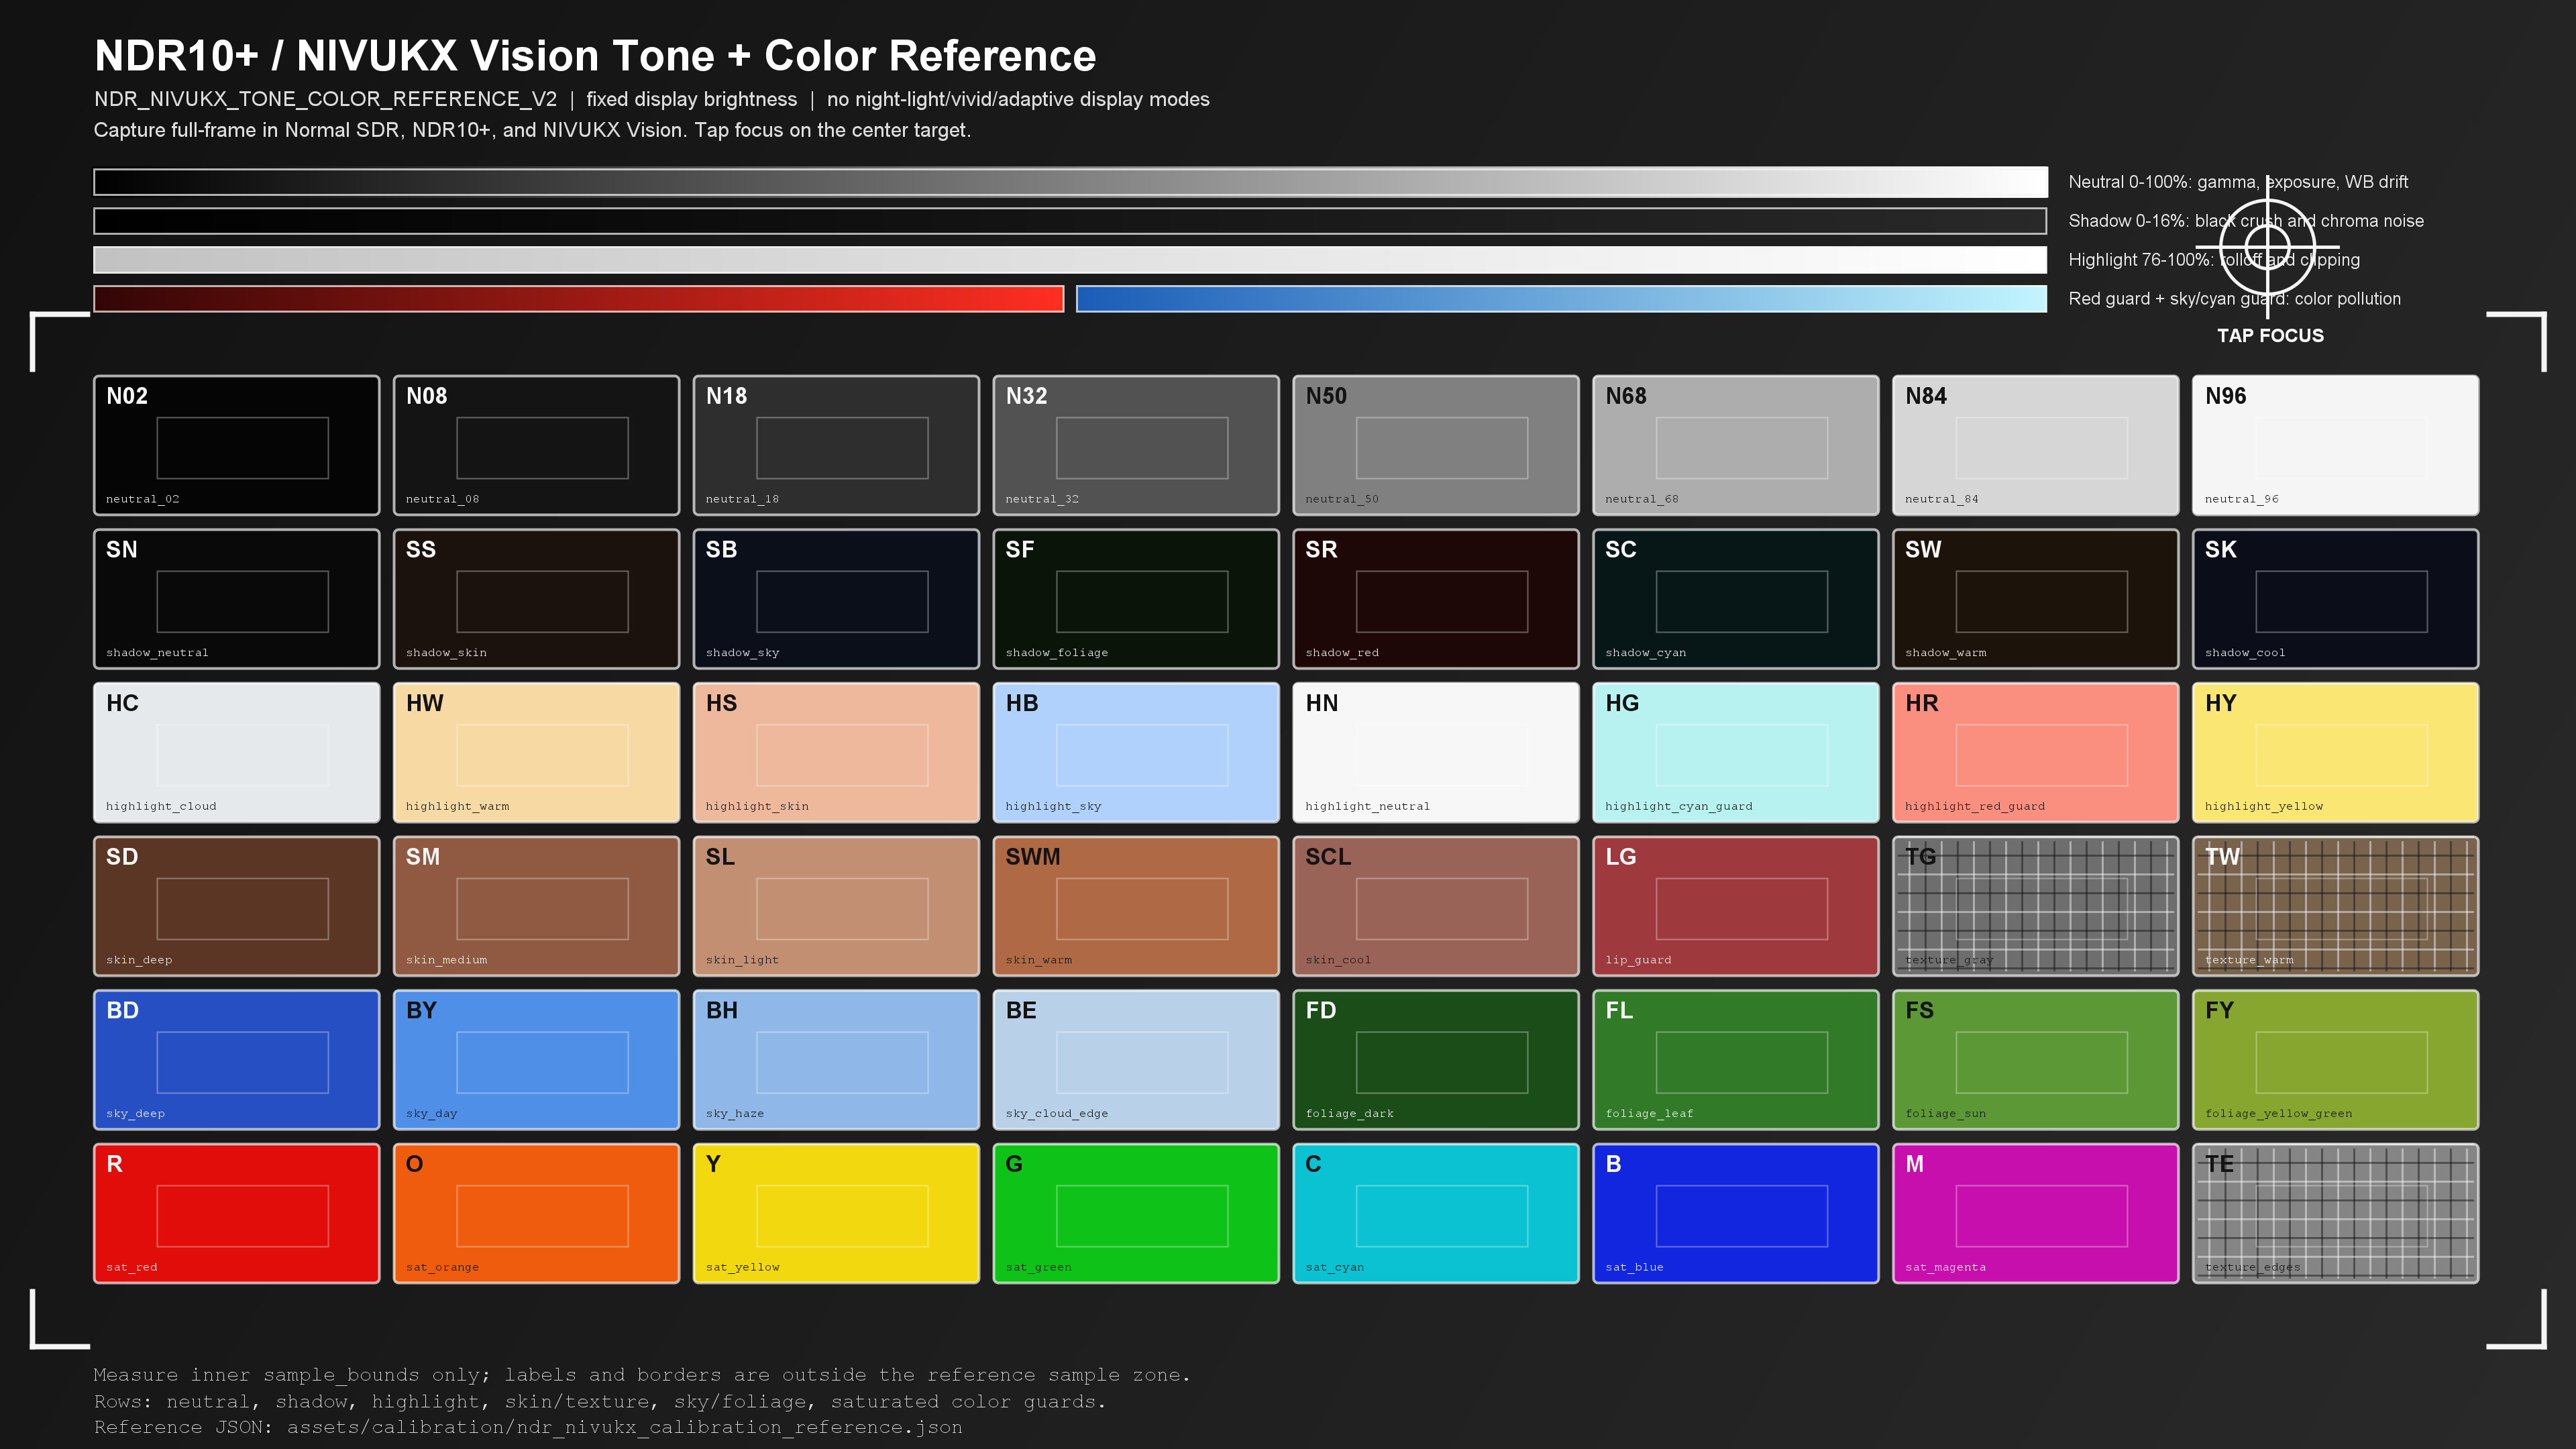 NDR10+ / NIVUKX Vision Tone + Color Reference
NDR_NIVUKX_TONE_COLOR_REFERENCE_V2 | fixed display brightness | no night-light/vivid/adaptive display modes
Capture full-frame in Normal SDR, NDR10+, and NIVUKX Vision. Tap focus on the center target.
Neutral 0-100%: gamma, exposure, WB drift
Shadow 0-16%: black crush and chroma noise
Highlight 76-100%: rolloff and clipping
Red guard + sky/cyan guard: color pollution
TAP FOCUS
N02 N08 N18 N32 N50 N68 N84 N96
neutral_02 neutral_08 neutral_18 neutral_32 neutral_50 neutral_68 neutral_84 neutral_96
SN SS SB SF SR SC SW SK
shadow_neutral shadow_skin shadow_sky shadow_foliage shadow_red shadow_cyan shadow_warm shadow_cool
HC HW HS HB HN HG HR HY
highlight_cloud highlight_warm highlight_skin highlight_sky highlight_neutral highlight_cyan_guard highlight_red_guard highlight_yellow
SD SM SL SWM SCL LG TG TW
skin_deep skin_medium skin_light skin_warm skin_cool lip_guard texture_gray texture_warm
BD BY BH BE FD FL FS FY
sky_deep sky_day sky_haze sky_cloud_edge foliage_dark foliage_leaf foliage_sun foliage_yellow_green
R O Y G C B M TE
sat_red sat_orange sat_yellow sat_green sat_cyan sat_blue sat_magenta texture_edges
Measure inner sample_bounds only; labels and borders are outside the reference sample zone.
Rows: neutral, shadow, highlight, skin/texture, sky/foliage, saturated color guards.
Reference JSON: assets/calibration/ndr_nivukx_calibration_reference.json